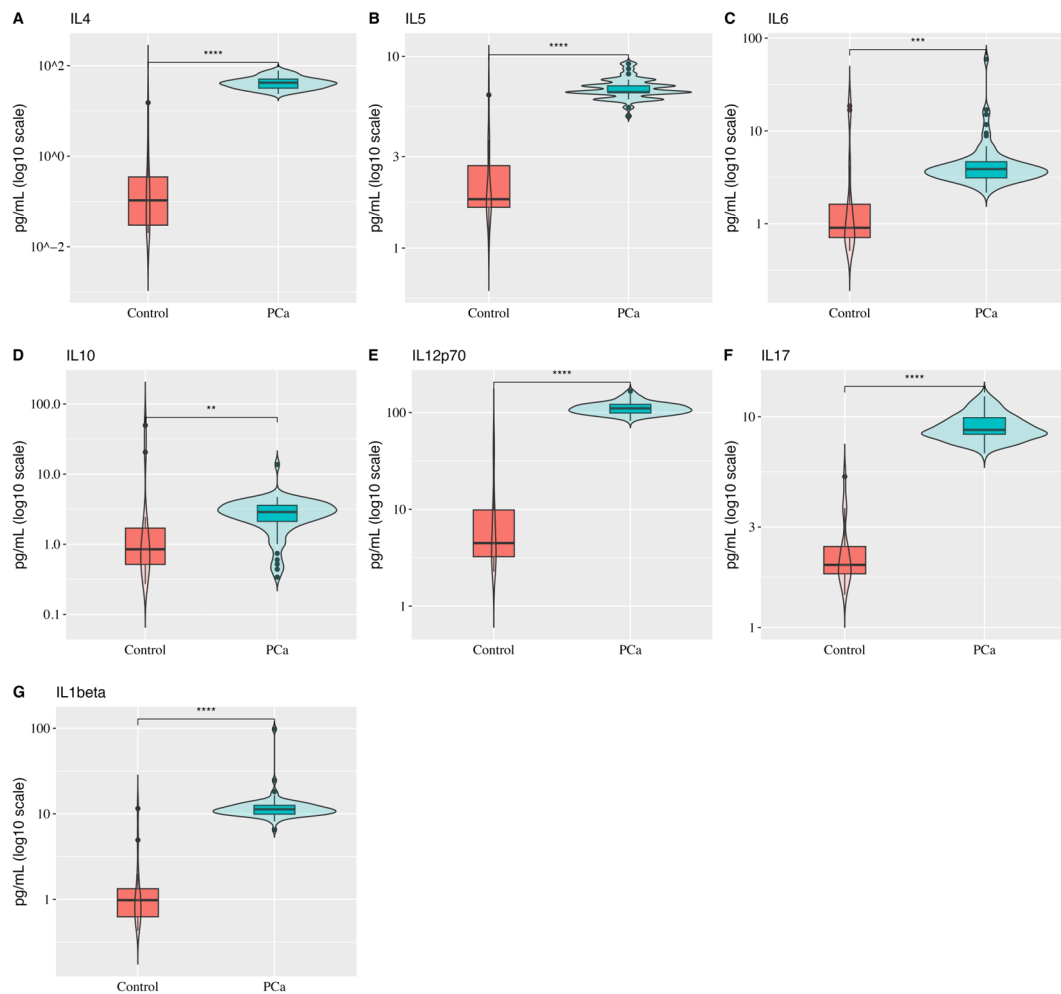 A IL4
pg/mL (log10 scale)
10^2
10^0
10^−2
****
Control PCa
B IL5
pg/mL (log10 scale)
10
3
1
****
Control PCa
C IL6
pg/mL (log10 scale)
100
10
1
***
Control PCa
D IL10
pg/mL (log10 scale)
100.0
10.0
1.0
0.1
**
Control PCa
E IL12p70
pg/mL (log10 scale)
100
10
1
****
Control PCa
F IL17
pg/mL (log10 scale)
10
3
1
****
Control PCa
G IL1beta
pg/mL (log10 scale)
100
10
1
****
Control PCa